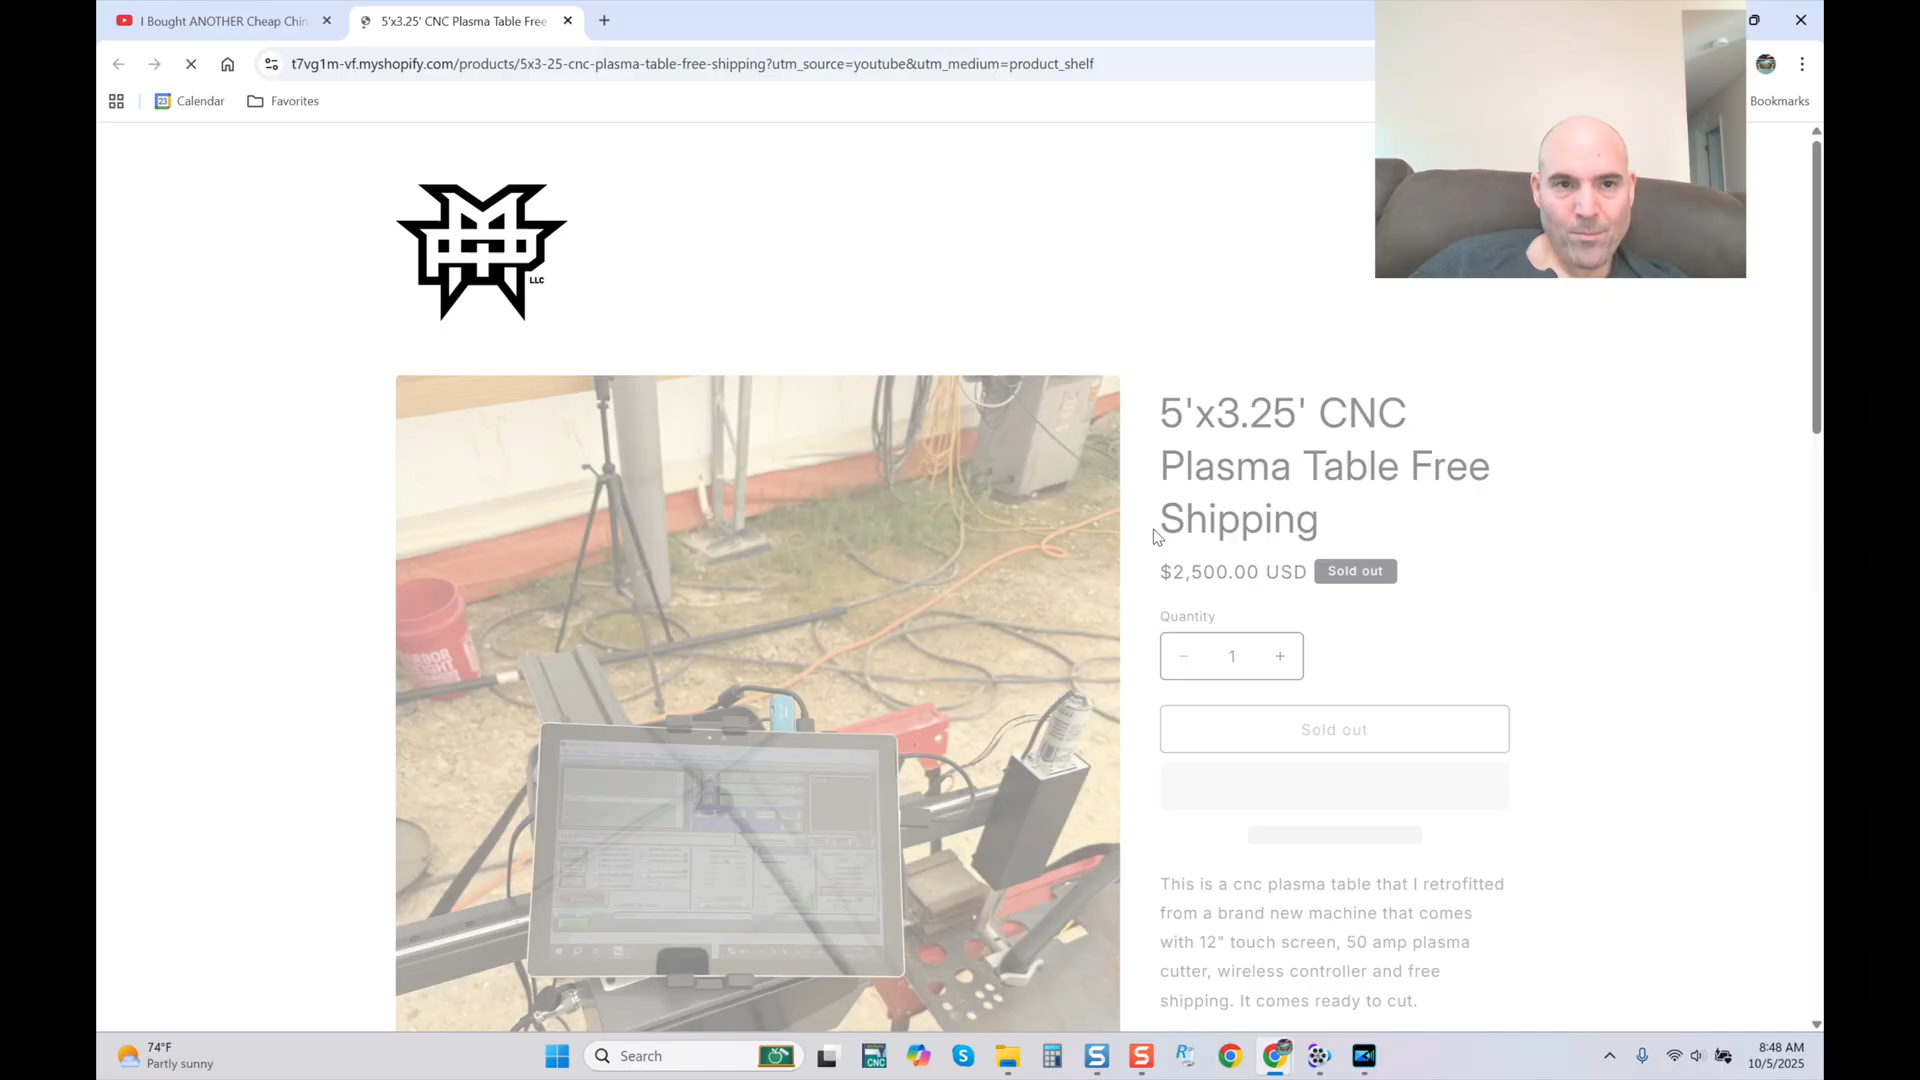 I Bought ANOTHER Cheap Chin
5'x3.25' CNC Plasma Table Free
t7vg1m-vf.myshopify.com/products/5x3-25-cnc-plasma-table-free-shipping?utm_source=youtube&utm_medium=product_shelf
23
Calendar
Favorites
Bookmarks
LLC
5'x3.25' CNC
Plasma Table Free
Shipping
$2,500.00 USD
Sold out
Quantity
1
Sold out
This is a cnc plasma table that I retrofitted
from a brand new machine that comes
with 12" touch screen, 50 amp plasma
cutter, wireless controller and free
shipping. It comes ready to cut.
74°F
Partly sunny
Search
CNC
8:48 AM
10/5/2025